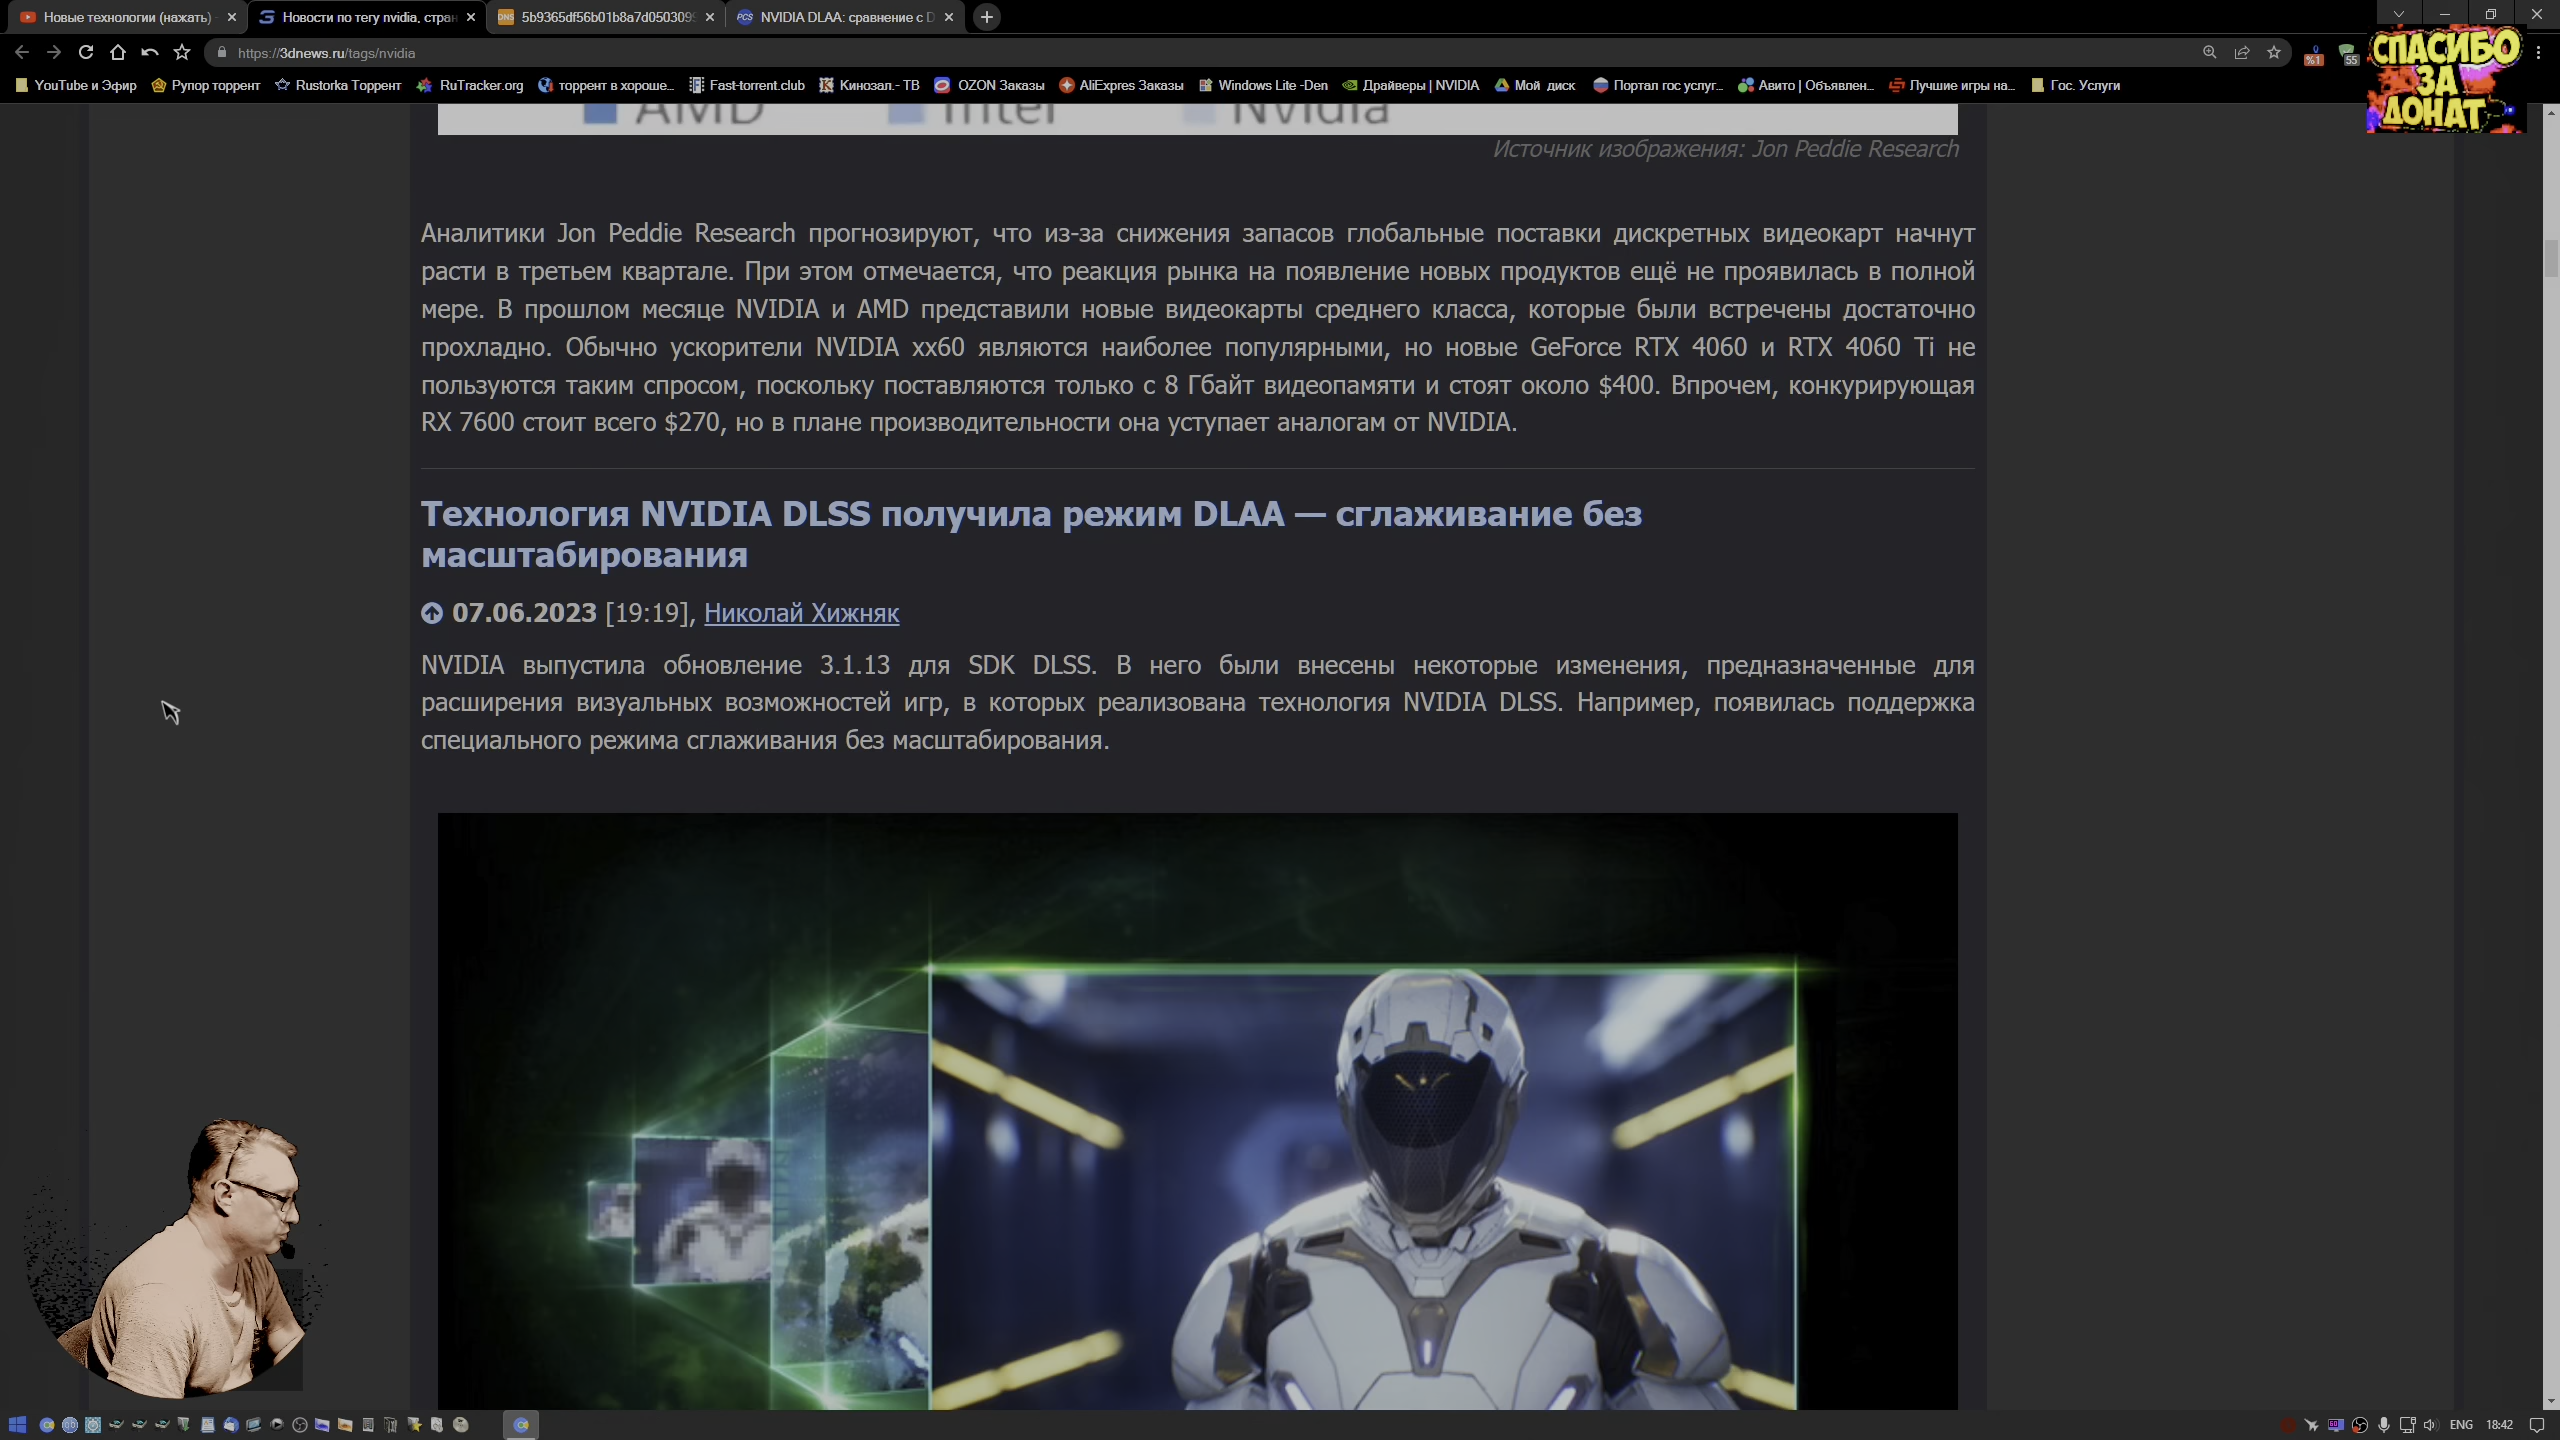 Новые технологии (нажать)
Новости по тегу nvidia, стран
DNS
5b9365df56b01b8a7d050309
PCS
NVIDIA DLAA: сравнение с D
https://3dnews.ru/tags/nvidia
%1
55
СПАСИБО
ЗА
ДОНАТ
YouTube и Эфир
Рупор торрент
Rustorka Торрент
RuTracker.org
торрент в хороше...
Fast-torrent.club
Кинозал.- ТВ
OZON Заказы
AliExpres Заказы
Windows Lite -Den
Драйверы | NVIDIA
Мой диск
Портал гос услуг...
Авито | Объявлен...
Лучшие игры на...
Гос. Услуги
AMD Intel Nvidia
Источник изображения: Jon Peddie Research
Аналитики Jon Peddie Research прогнозируют, что из-за снижения запасов глобальные поставки дискретных видеокарт начнут
расти в третьем квартале. При этом отмечается, что реакция рынка на появление новых продуктов ещё не проявилась в полной
мере. В прошлом месяце NVIDIA и AMD представили новые видеокарты среднего класса, которые были встречены достаточно
прохладно. Обычно ускорители NVIDIA xx60 являются наиболее популярными, но новые GeForce RTX 4060 и RTX 4060 Ti не
пользуются таким спросом, поскольку поставляются только с 8 Гбайт видеопамяти и стоят около $400. Впрочем, конкурирующая
RX 7600 стоит всего $270, но в плане производительности она уступает аналогам от NVIDIA.
Технология NVIDIA DLSS получила режим DLAA — сглаживание без
масштабирования
07.06.2023 [19:19], Николай Хижняк
NVIDIA выпустила обновление 3.1.13 для SDK DLSS. В него были внесены некоторые изменения, предназначенные для
расширения визуальных возможностей игр, в которых реализована технология NVIDIA DLSS. Например, появилась поддержка
специального режима сглаживания без масштабирования.
ENG
18:42